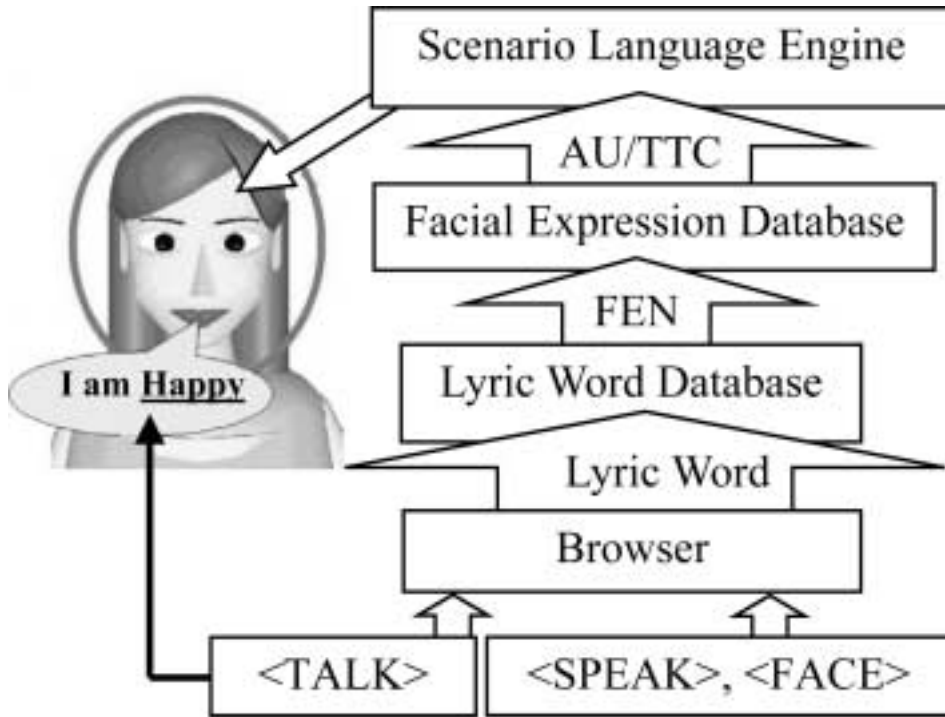 Scenario Language Engine
AU/TTC
Facial Expression Database
FEN
I am Happy
Lyric Word Database
Lyric Word
Browser
<TALK>
<SPEAK>, <FACE>